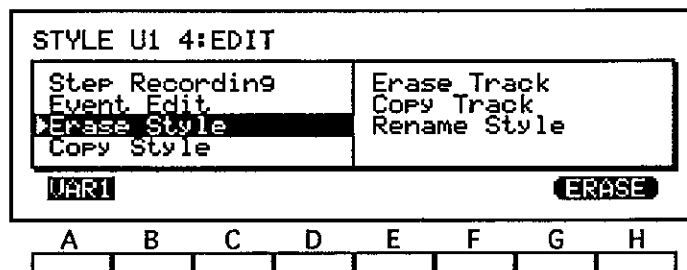 STYLE U1 4:EDIT
Step Recording
Event Edit
Erase Style
Copy Style
Erase Track
Copy Track
Rename Style
VAR1
ERASE
A B C D E F G H